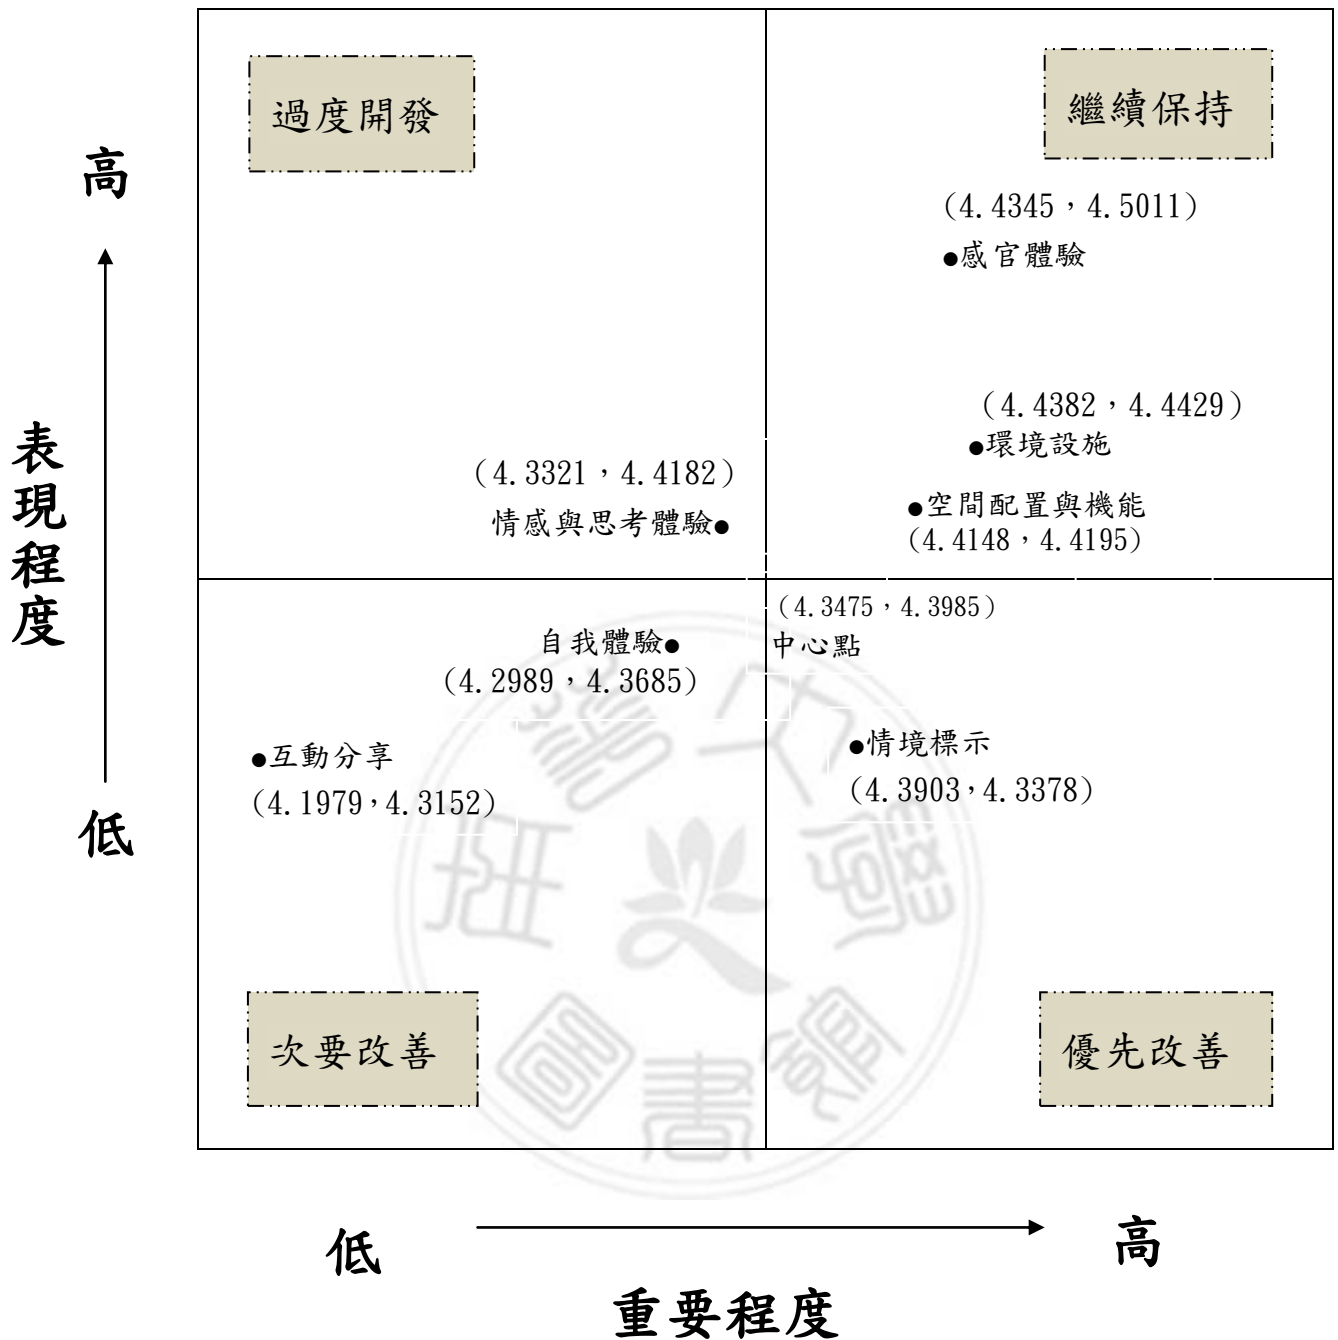 過度開發
繼續保持
高
(4.4345，4.5011)
●感官體驗
(4.4382，4.4429)
●環境設施
表現程度
(4.3321，4.4182)
情感與思考體驗●
●空間配置與機能
(4.4148，4.4195)
(4.3475，4.3985)
中心點
自我體驗●
(4.2989，4.3685)
●互動分享
(4.1979，4.3152)
●情境標示
(4.3903，4.3378)
低
次要改善
優先改善
低
高
重要程度